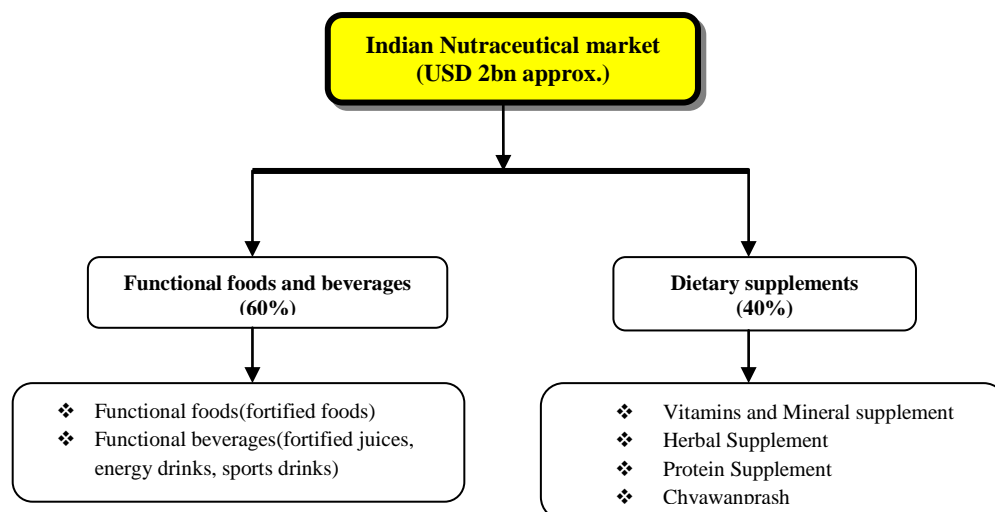 Indian Nutraceutical market
(USD 2bn approx.)
Functional foods and beverages
(60%)
Dietary supplements
(40%)
❖ Functional foods(fortified foods)
❖ Functional beverages(fortified juices,
energy drinks, sports drinks)
❖ Vitamins and Mineral supplement
❖ Herbal Supplement
❖ Protein Supplement
❖ Chyawanprash